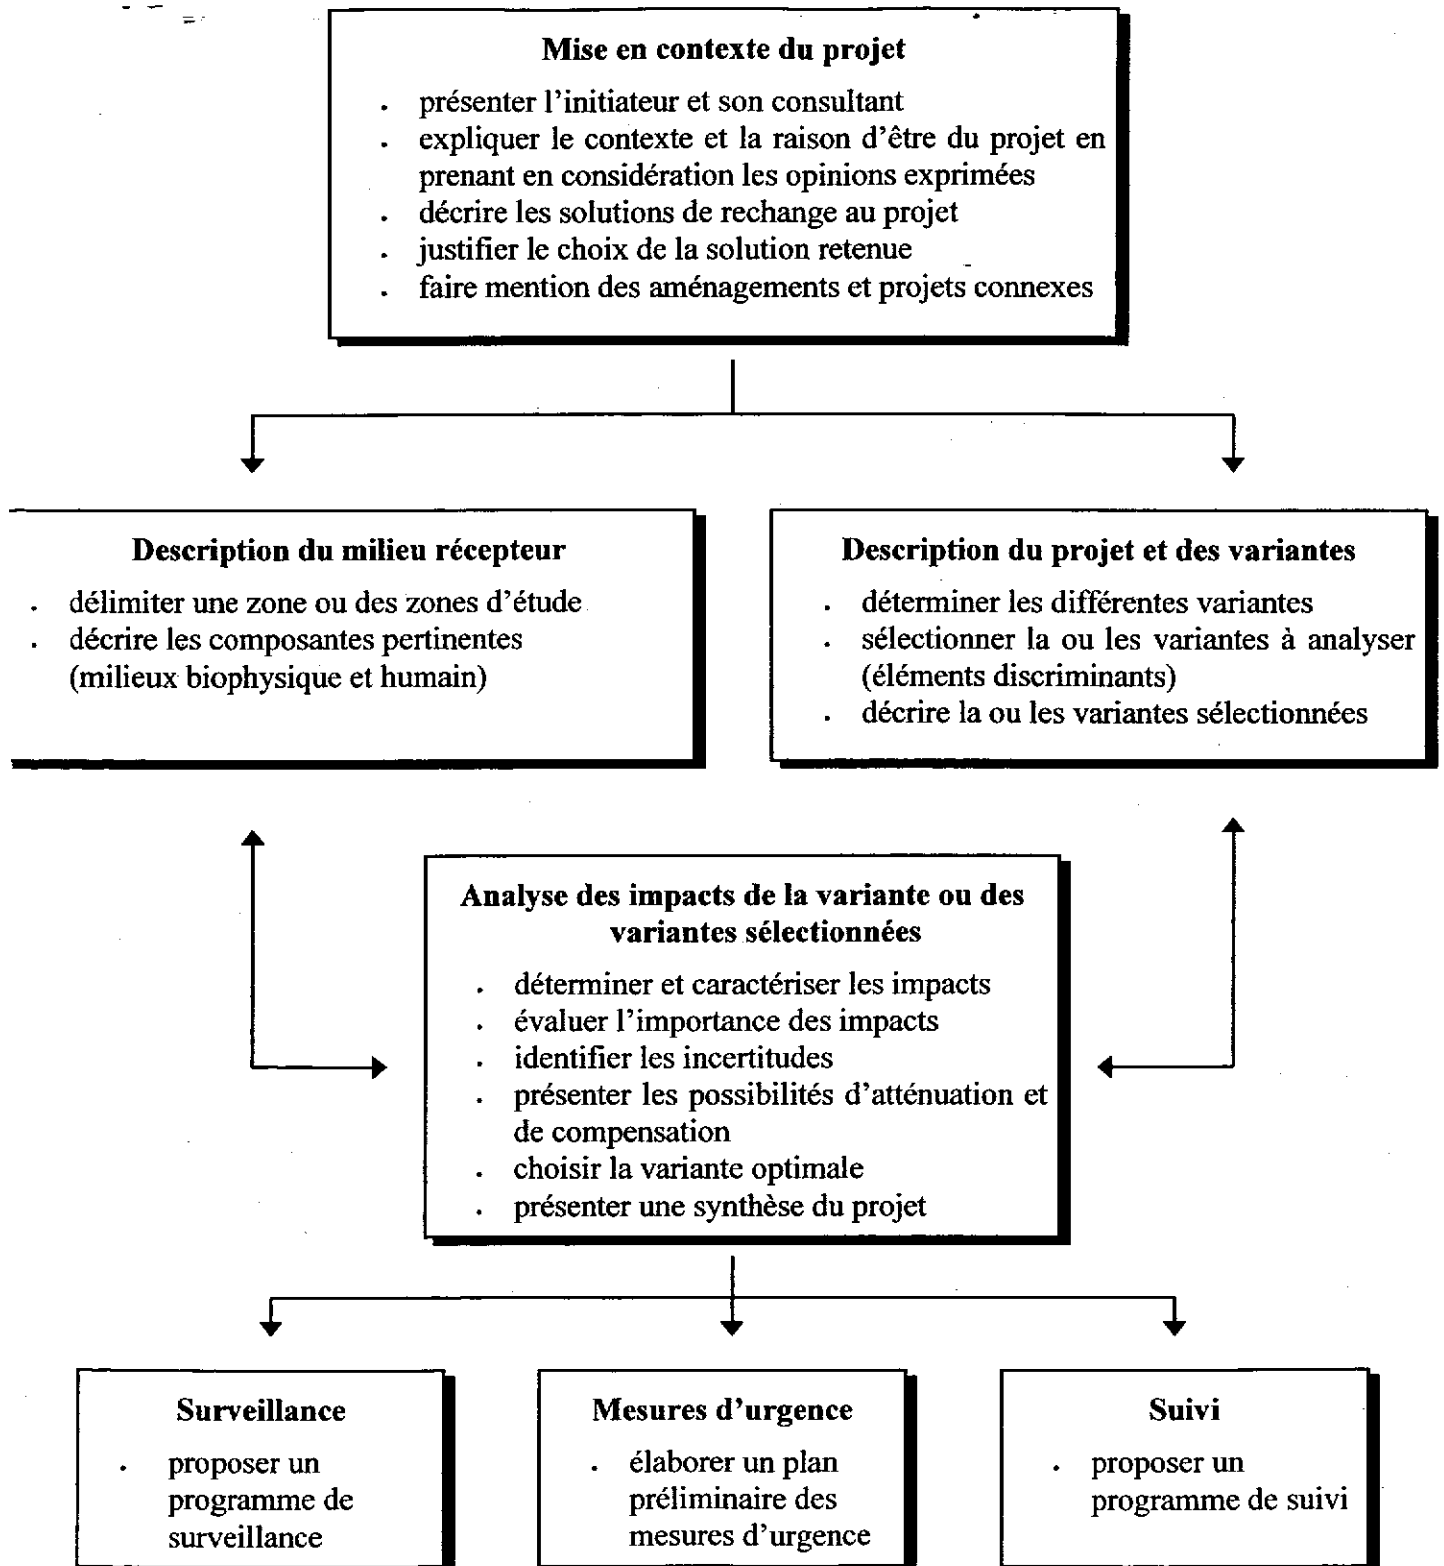 Mise en contexte du projet
. présenter l'initiateur et son consultant
. expliquer le contexte et la raison d'être du projet en
prenant en considération les opinions exprimées
. décrire les solutions de rechange au projet
. justifier le choix de la solution retenue
. faire mention des aménagements et projets connexes
Description du milieu récepteur
. délimiter une zone ou des zones d'étude
. décrire les composantes pertinentes
(milieux biophysique et humain)
Description du projet et des variantes
. déterminer les différentes variantes
. sélectionner la ou les variantes à analyser
(éléments discriminants)
. décrire la ou les variantes sélectionnées
Analyse des impacts de la variante ou des
variantes sélectionnées
. déterminer et caractériser les impacts
. évaluer l'importance des impacts
. identifier les incertitudes
. présenter les possibilités d'atténuation et
de compensation
. choisir la variante optimale
. présenter une synthèse du projet
Surveillance
. proposer un
programme de
surveillance
Mesures d'urgence
. élaborer un plan
préliminaire des
mesures d'urgence
Suivi
. proposer un
programme de suivi